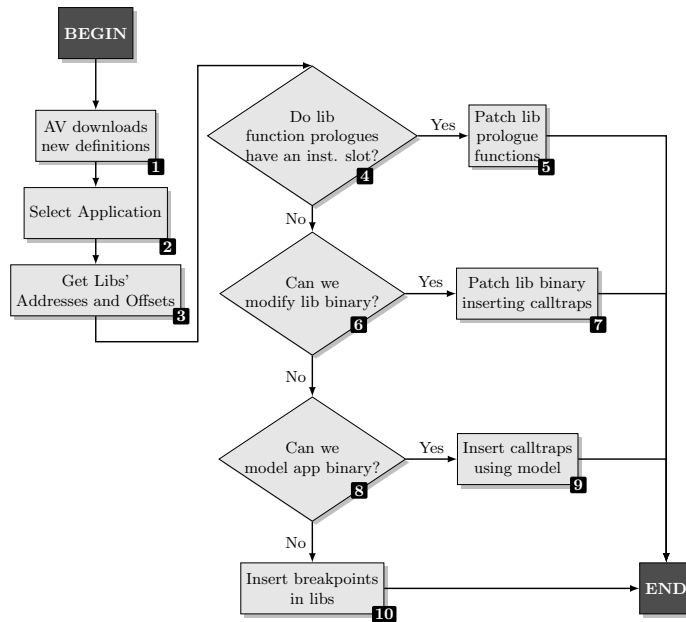 BEGIN
AV downloads
new definitions
1
Select Application
2
Get Libs'
Addresses and Offsets
3
Do lib
function prologues
have an inst. slot?
4
Yes
Patch lib
prologue
functions
5
No
Can we
modify lib binary?
6
Yes
Patch lib binary
inserting calltraps
7
No
Can we
model app binary?
8
Yes
Insert calltraps
using model
9
No
Insert breakpoints
in libs
10
END